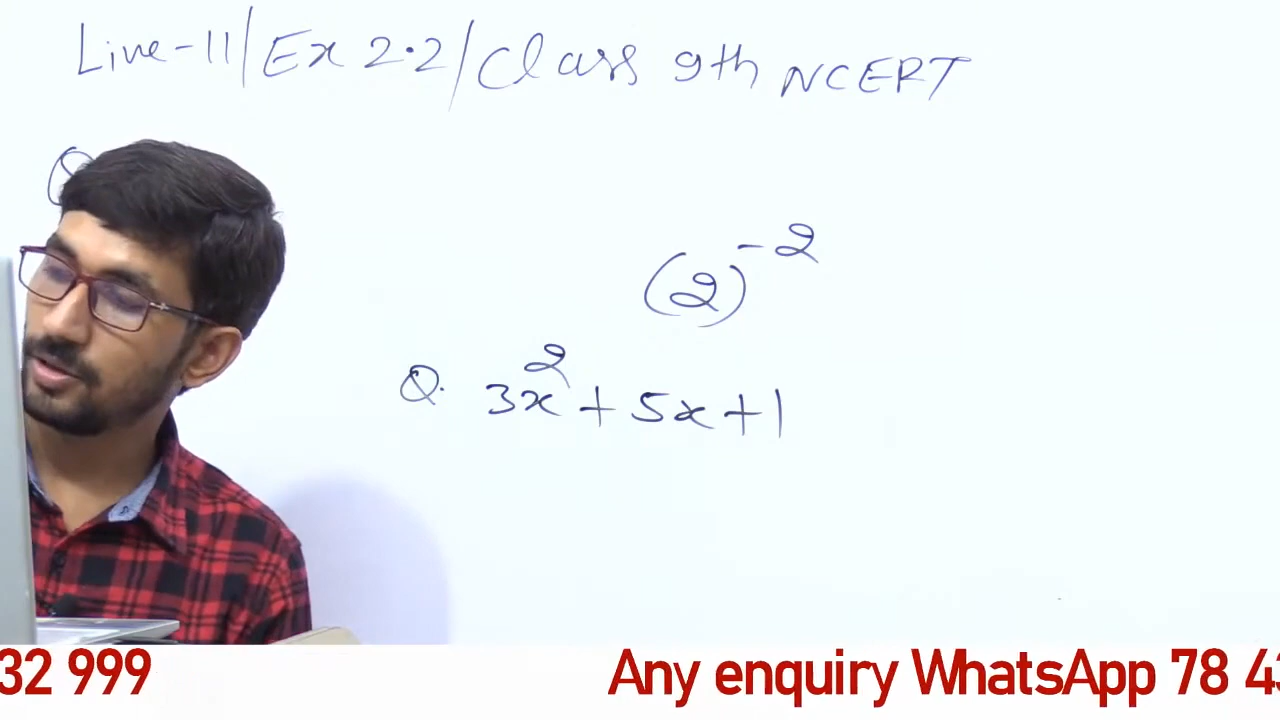 Live-11/Ex 2.2/Class 9th NCERT
Q
(2)^-2
Q. 3x^2+5x+1
32 999 Any enquiry WhatsApp 78 43